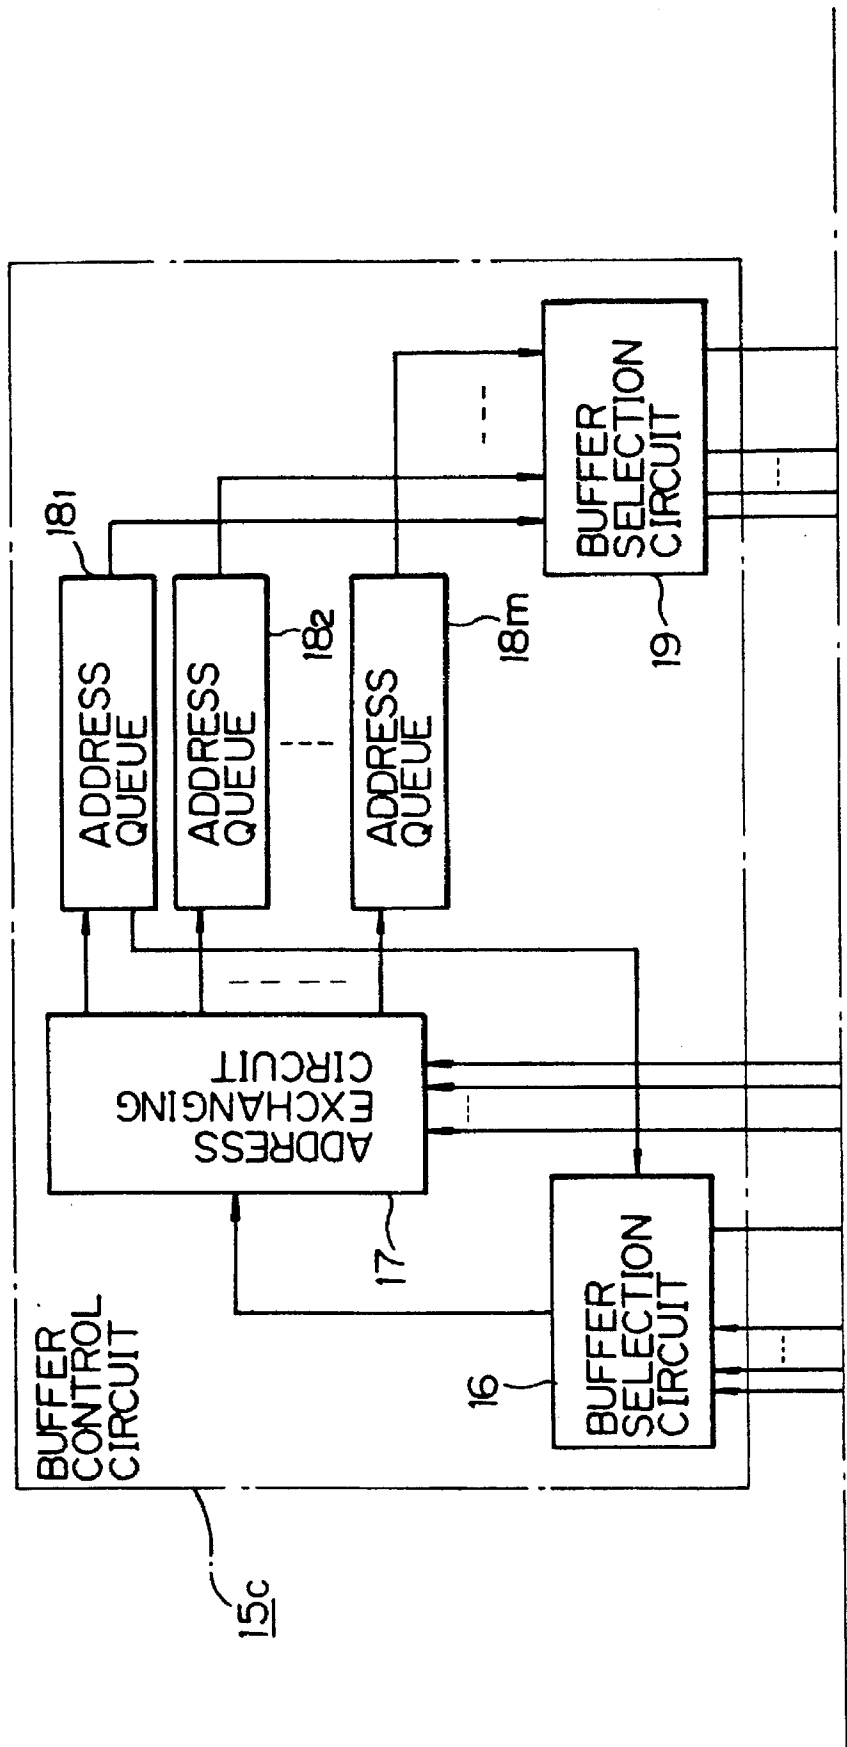 BUFFER
CONTROL
CIRCUIT
15c
16
BUFFER
SELECTION
CIRCUIT
17
ADDRESS
EXCHANGING
CIRCUIT
ADDRESS
QUEUE
181
ADDRESS
QUEUE
182
ADDRESS
QUEUE
18m
BUFFER
SELECTION
CIRCUIT
19